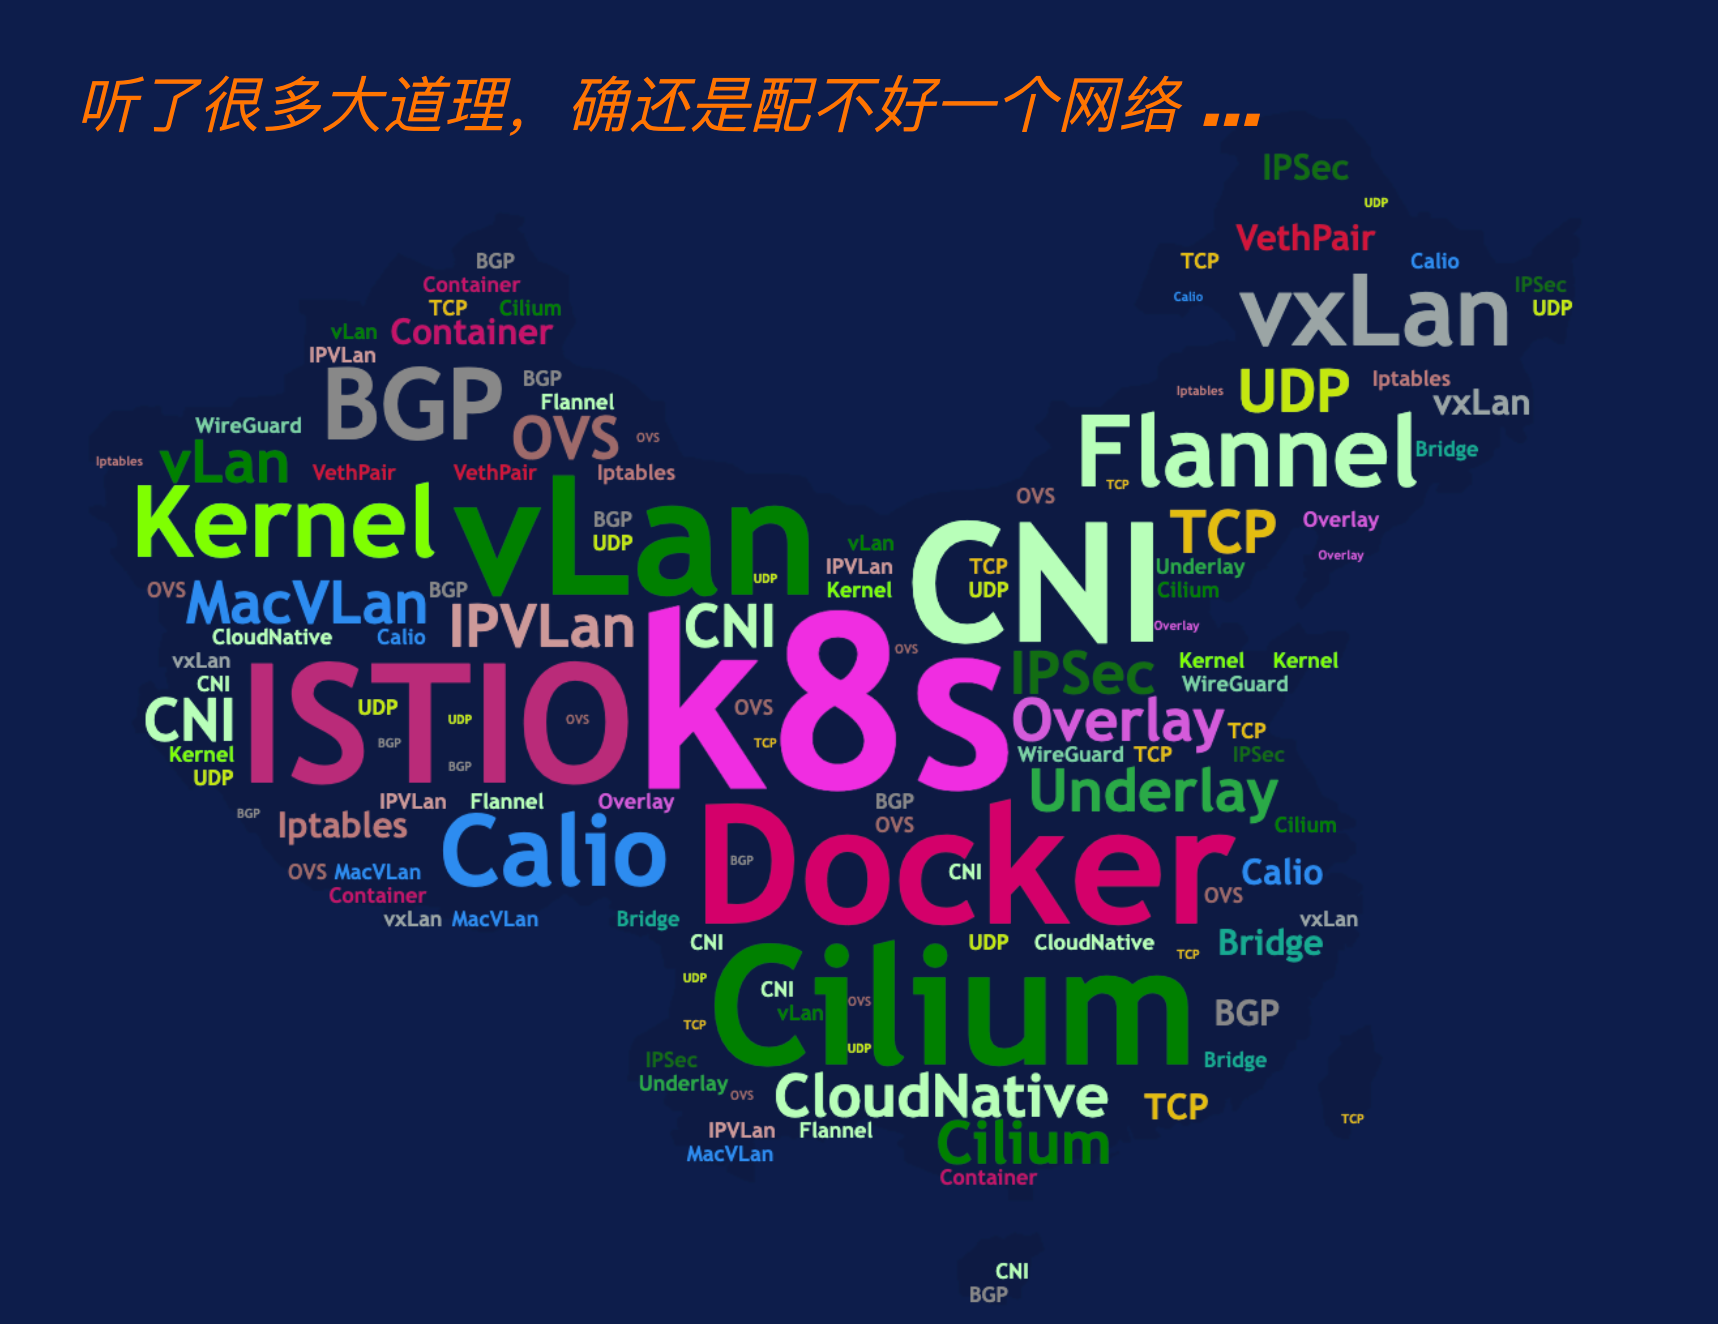 听了很多大道理，确还是配不好一个网络 ...
IPSec
UDP
VethPair
TCP
Calio
BGP
Container
IPSec
Calio
vxLan
UDP
TCP
Cilium
vLan
Container
IPVLan
BGP
BGP
UDP
Iptables
Iptables
vxLan
Flannel
WireGuard
OVS
OVS
Flannel
Bridge
Iptables
vLan
VethPair
VethPair
Iptables
TCP
OVS
Kernel
vLan
BGP
UDP
CNI
TCP
Overlay
vLan
Overlay
IPVLan
TCP
Underlay
UDP
OVS
MacVLan
BGP
Kernel
UDP
Cilium
CloudNative
Calio
IPVLan
CNI
Overlay
vxLan
OVS
IPSec
Kernel
Kernel
CNI
WireGuard
CNI
ISTIO
UDP
UDP
OVS
k8s
OVS
Overlay
TCP
BGP
TCP
Kernel
WireGuard
TCP
IPSec
UDP
BGP
Underlay
IPVLan
Flannel
Overlay
BGP
BGP
Iptables
OVS
Cilium
Calio
Docker
BGP
OVS
MacVLan
CNI
Calio
Container
OVS
vxLan
MacVLan
Bridge
vxLan
CNI
UDP
CloudNative
TCP
Bridge
UDP
Cilium
CNI
OVS
vLan
BGP
TCP
UDP
IPSec
Bridge
Underlay
OVS
CloudNative
TCP
TCP
IPVLan
Flannel
Cilium
MacVLan
Container
CNI
BGP